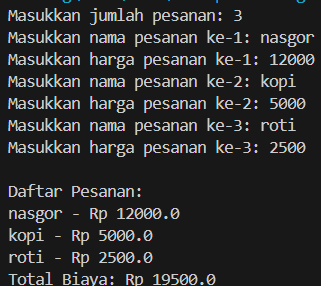 Masukkan jumlah pesanan: 3
Masukkan nama pesanan ke-1: nasgor
Masukkan harga pesanan ke-1: 12000
Masukkan nama pesanan ke-2: kopi
Masukkan harga pesanan ke-2: 5000
Masukkan nama pesanan ke-3: roti
Masukkan harga pesanan ke-3: 2500

Daftar Pesanan:
nasgor - Rp 12000.0
kopi - Rp 5000.0
roti - Rp 2500.0
Total Biaya: Rp 19500.0